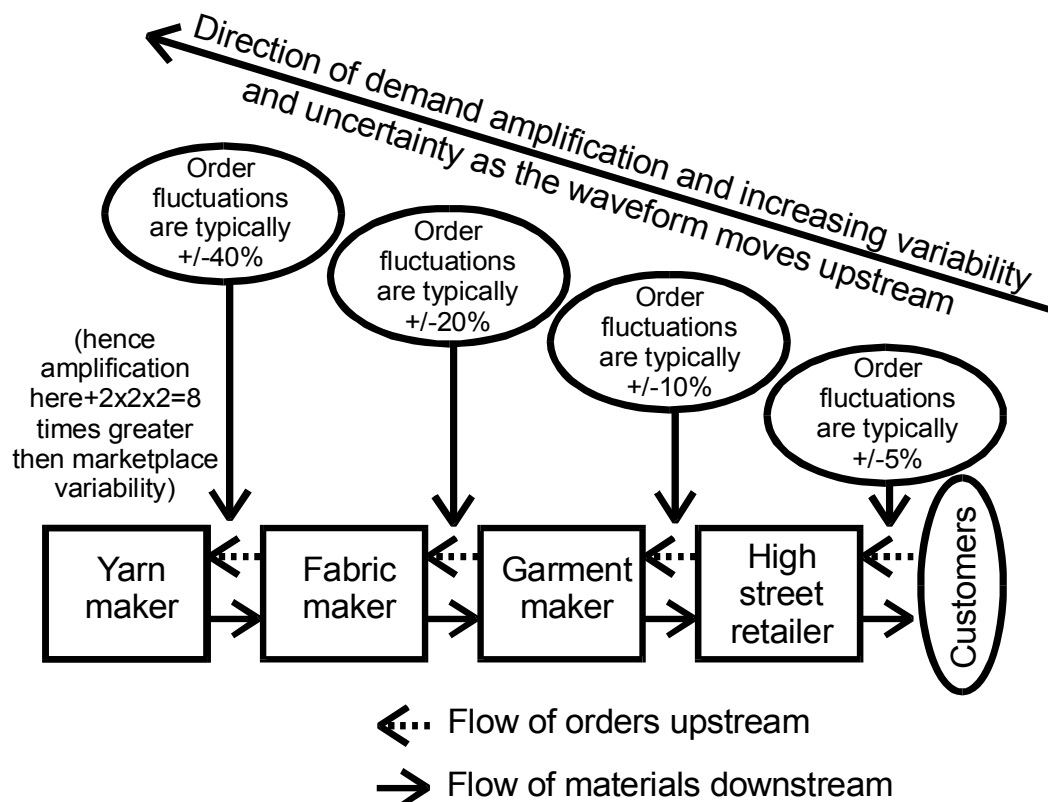 Direction of demand amplification and increasing variability
and uncertainty as the waveform moves upstream
Order
fluctuations
are typically
+/-40%
Order
fluctuations
are typically
+/-20%
Order
fluctuations
are typically
+/-10%
Order
fluctuations
are typically
+/-5%
(hence
amplification
here+2x2x2=8
times greater
then marketplace
variability)
Yarn
maker
Fabric
maker
Garment
maker
High
street
retailer
Customers
Flow of orders upstream
Flow of materials downstream